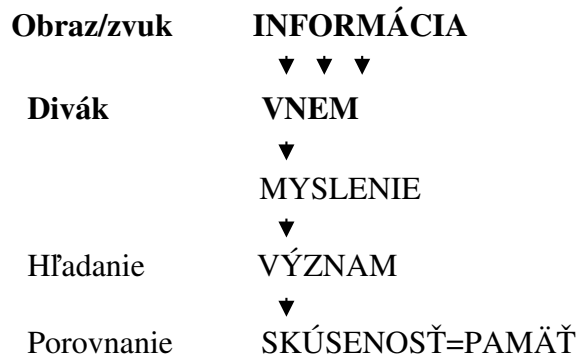 Obraz/zvuk INFORMÁCIA
Divák VNEM
MYSLENIE
Hľadanie VÝZNAM
Porovnanie SKÚSENOSŤ=PAMÄŤ